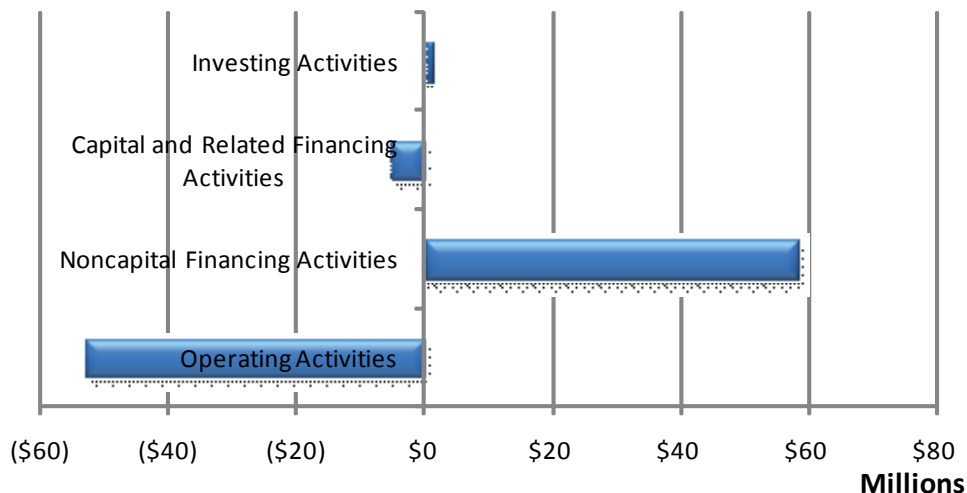 Investing Activities
Capital and Related Financing
Activities
Noncapital Financing Activities
Operating Activities
($60) ($40) ($20) $0 $20 $40 $60 $80
Millions